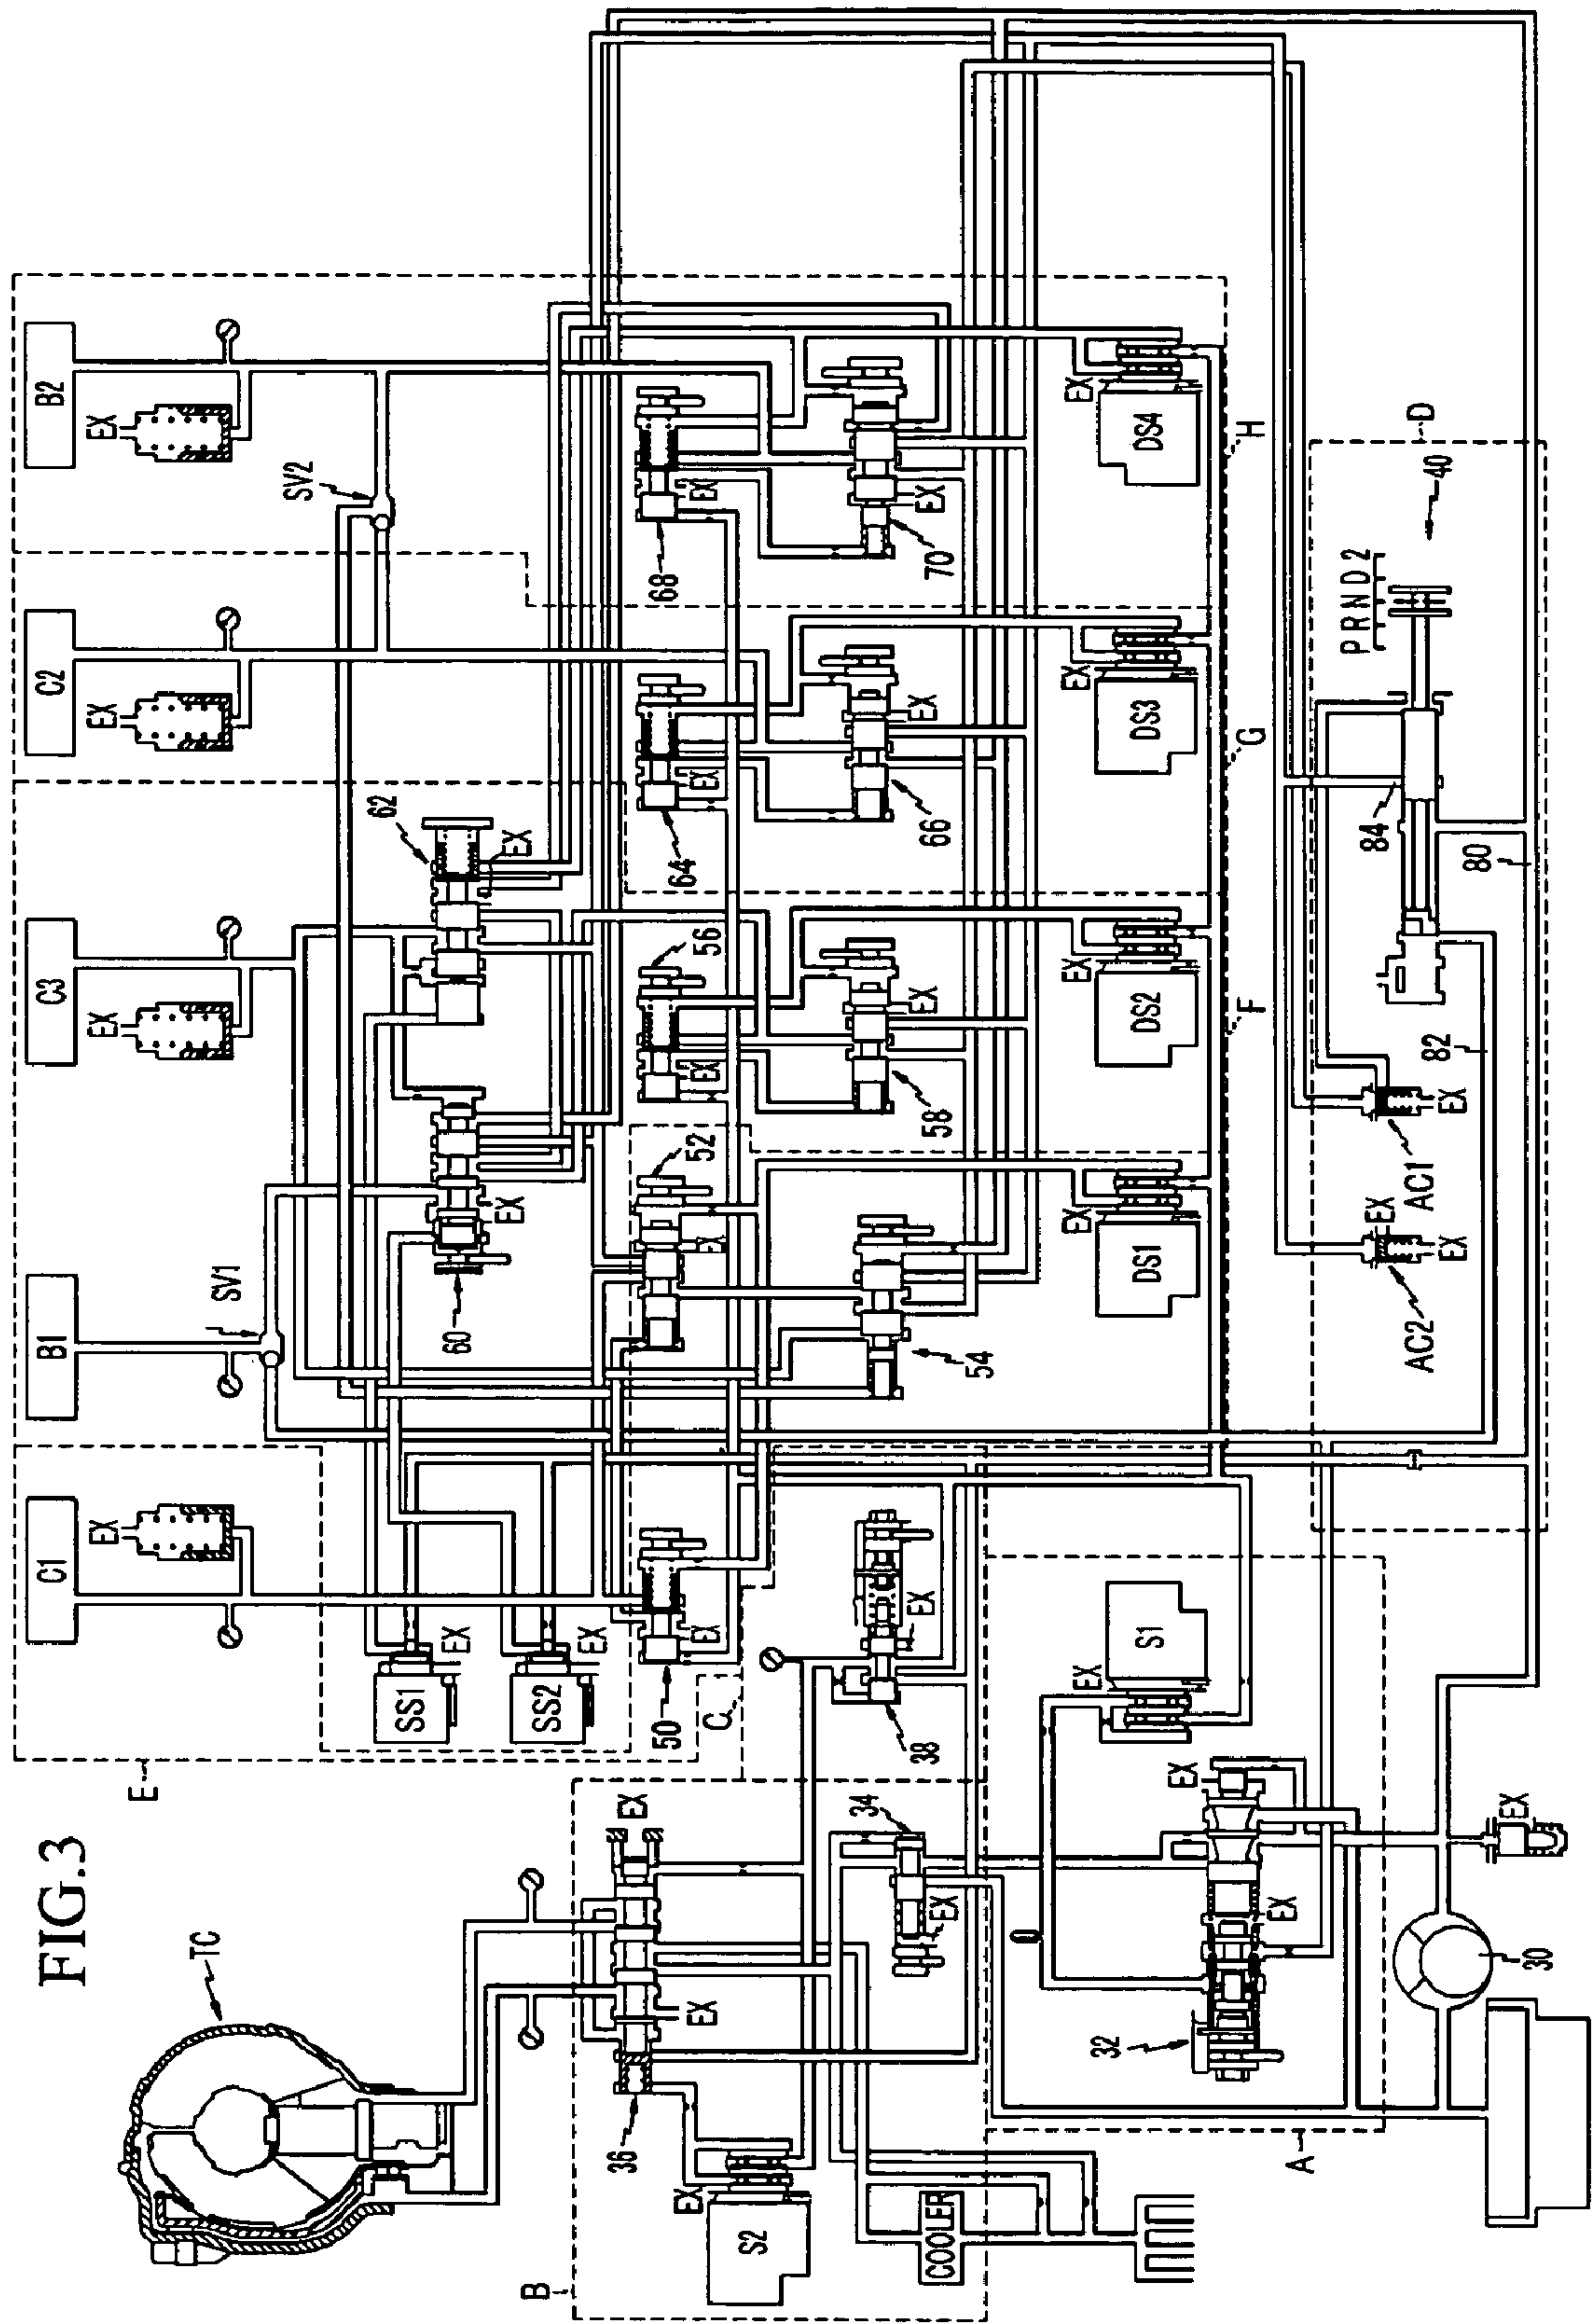 FIG.3
TC
E
C1
EX
B1
SV1
C3
EX
C2
EX
SV2
B2
EX
SS1
EX
SS2
EX
60
EX
62
EX
50
EX
52
EX
56
EX
64
EX
68
EX
C
38
EX
54
58
EX
66
EX
70
EX
B
36
EX
EX
S2
EX
COOLER
34
EX
A
32
EX
EX
S1
EX
DS1
EX
DS2
EX
DS3
EX
DS4
EX
F
G
H
D
40
P R N D 2
84
80
82
AC1
EX
AC2
EX
EX
30
EX